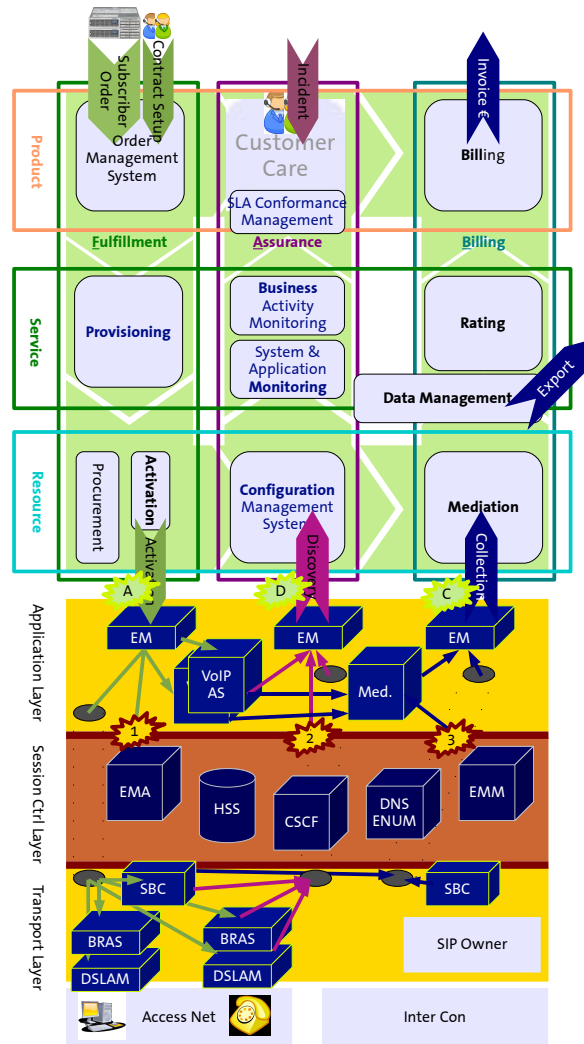 Subscriber
Order
Contract Setup
Incident
Invoice €
Product
Order
Management
System
Customer
Care
SLA Conformance
Management
Billing
Fulfillment
Assurance
Billing
Service
Provisioning
Business
Activity
Monitoring
System &
Application
Monitoring
Rating
Data Management
Export
Resource
Procurement
Activation
Activation
Configuration
Management
System
Discovery
Mediation
Collection
A
D
C
Application Layer
EM
EM
EM
VoIP
AS
Med.
1
2
3
Session Ctrl Layer
EMA
HSS
CSCF
DNS
ENUM
EMM
Transport Layer
SBC
SBC
BRAS
BRAS
DSLAM
DSLAM
SIP Owner
Access Net
Inter Con